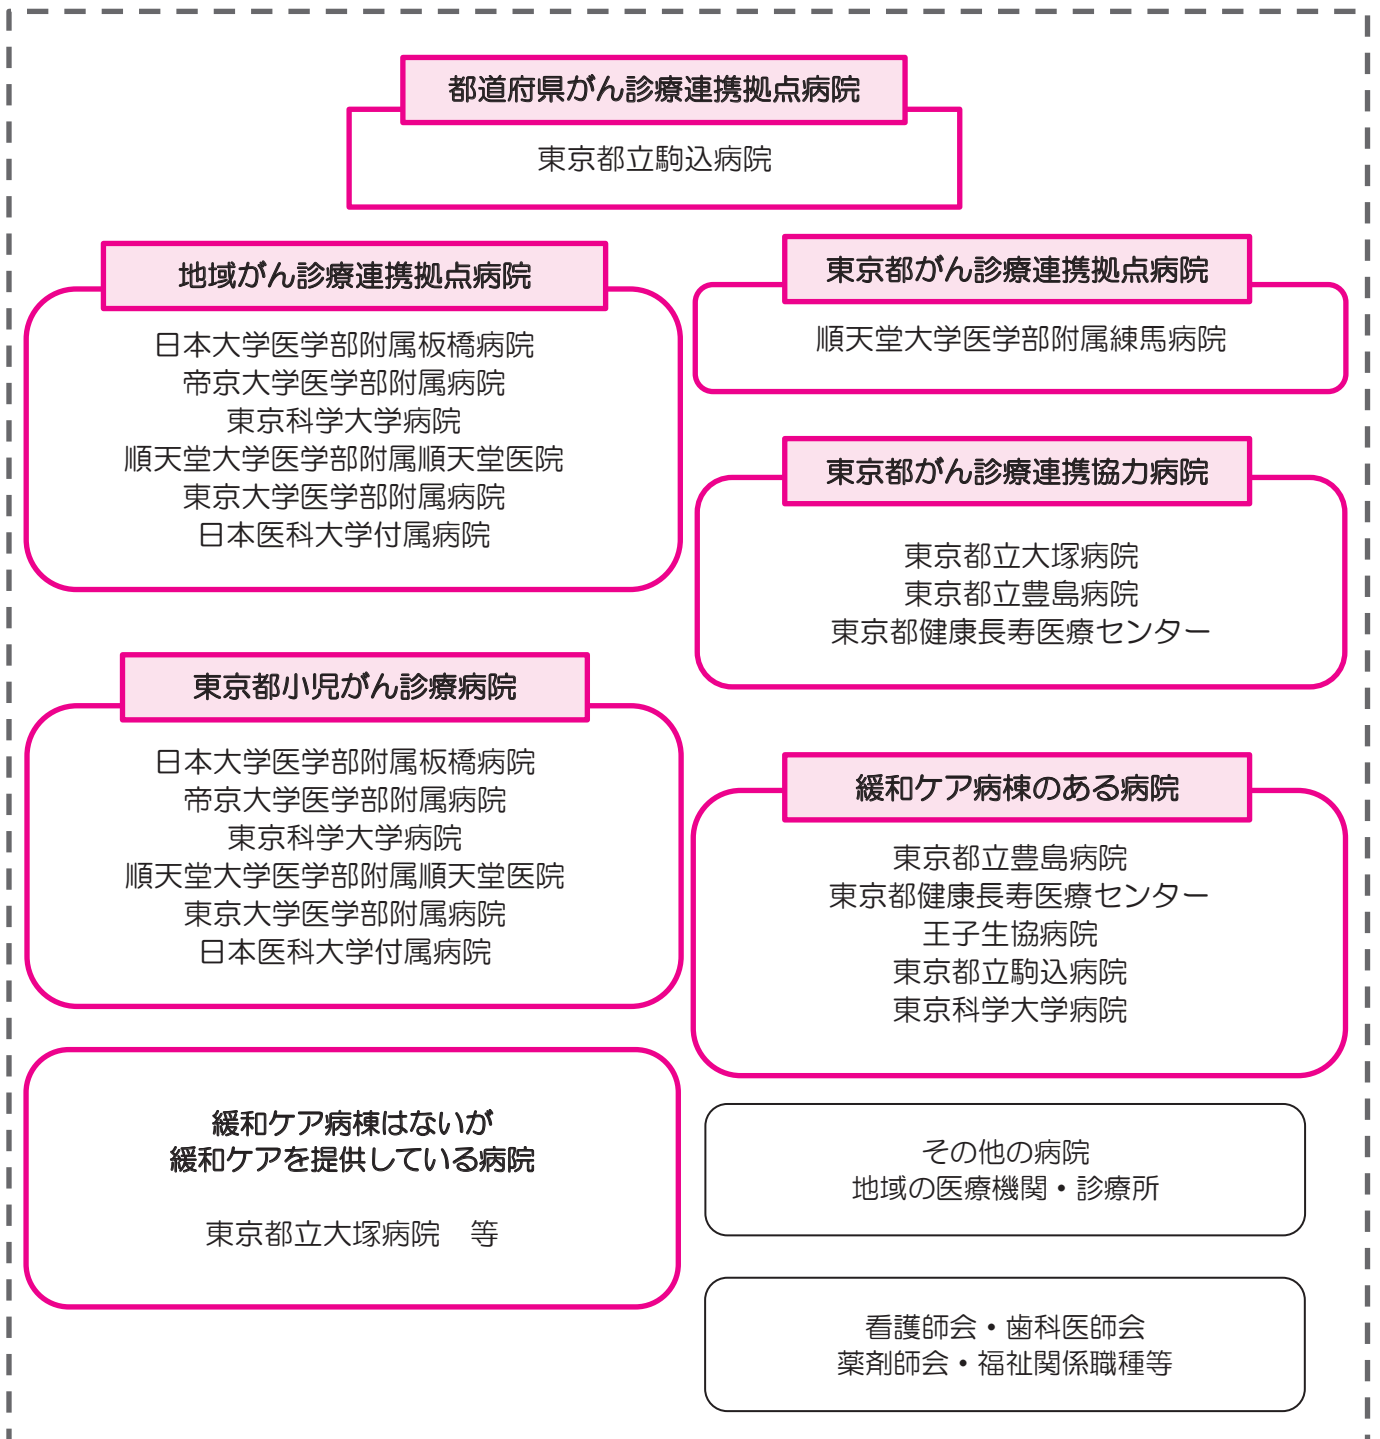 都道府県がん診療連携拠点病院
東京都立駒込病院
地域がん診療連携拠点病院
日本大学医学部附属板橋病院
帝京大学医学部附属病院
東京科学大学病院
順天堂大学医学部附属順天堂医院
東京大学医学部附属病院
日本医科大学付属病院
東京都がん診療連携拠点病院
順天堂大学医学部附属練馬病院
東京都がん診療連携協力病院
東京都立大塚病院
東京都立豊島病院
東京都健康長寿医療センター
東京都小児がん診療病院
日本大学医学部附属板橋病院
帝京大学医学部附属病院
東京科学大学病院
順天堂大学医学部附属順天堂医院
東京大学医学部附属病院
日本医科大学付属病院
緩和ケア病棟のある病院
東京都立豊島病院
東京都健康長寿医療センター
王子生協病院
東京都立駒込病院
東京科学大学病院
緩和ケア病棟はないが
緩和ケアを提供している病院
東京都立大塚病院　等
その他の病院
地域の医療機関・診療所
看護師会・歯科医師会
薬剤師会・福祉関係職種等